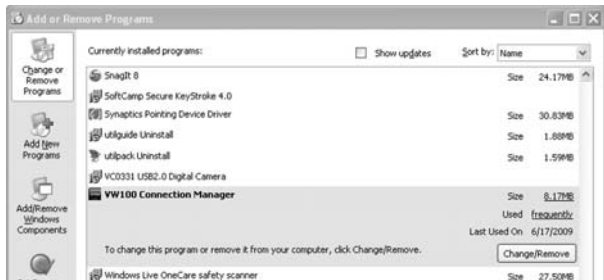 Add or Remove Programs
Currently installed programs:
Show updates
Sort by: Name
Change or
Remove
Programs
Add New
Programs
Add/Remove
Windows
Components
SnagIt 8 Size 24.17MB
SoftCamp Secure KeyStroke 4.0
Synaptics Pointing Device Driver Size 30.83MB
utilguide Uninstall Size 1.88MB
utilpack Uninstall Size 1.59MB
VC0331 USB2.0 Digital Camera
VW100 Connection Manager Size 8.17MB
Used frequently
Last Used On 6/17/2009
To change this program or remove it from your computer, click Change/Remove.
Change/Remove
Windows Live OneCare safety scanner Size 27.50MB